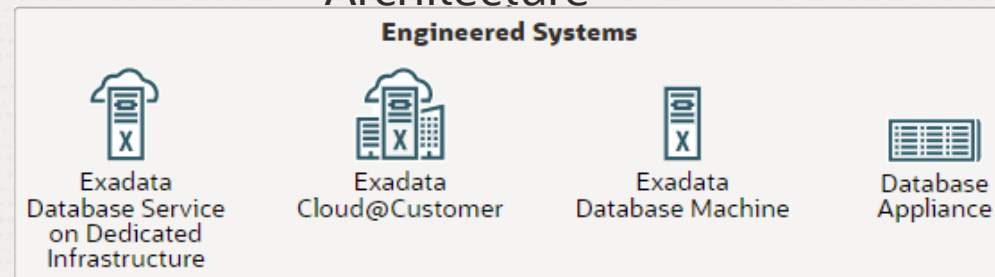 Architecture
Engineered Systems
X
Exadata
Database Service
on Dedicated
Infrastructure
X
Exadata
Cloud@Customer
X
Exadata
Database Machine
Database
Appliance